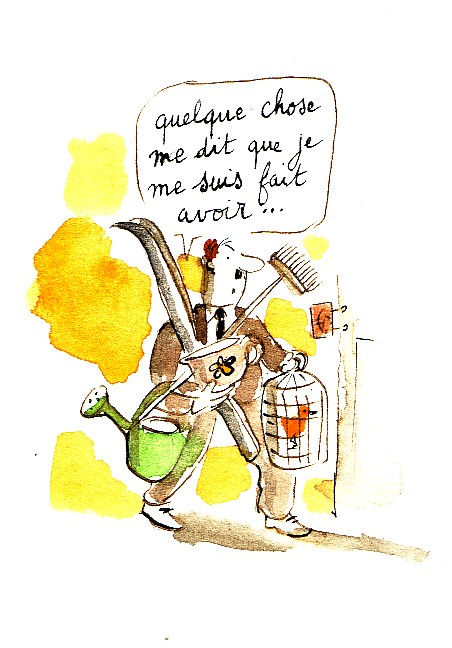 quelque chose
me dit que je
me suis fait
avoir...